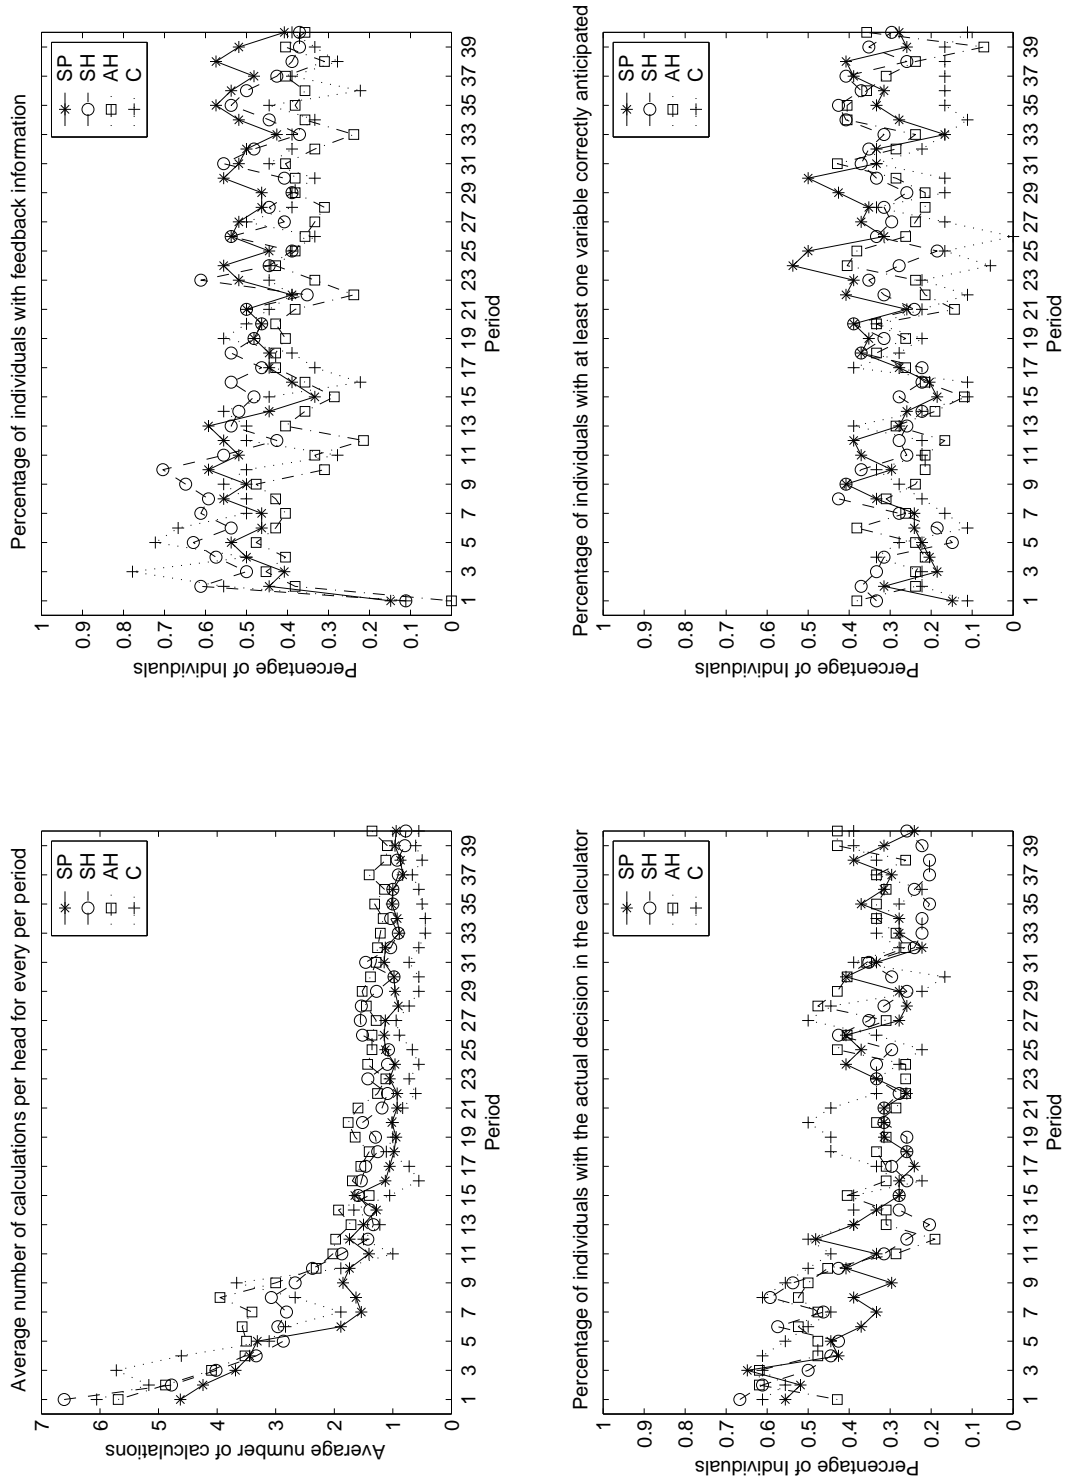 Average number of calculations per head for every per period
7
6
5
4
3
2
1
0
Average number of calculations
SP
SH
AH
C
1 3 5 7 9 11 13 15 17 19 21 23 25 27 29 31 33 35 37 39
Period
Percentage of individuals with feedback information
1
0.9
0.8
0.7
0.6
0.5
0.4
0.3
0.2
0.1
0
Percentage of Individuals
SP
SH
AH
C
1 3 5 7 9 11 13 15 17 19 21 23 25 27 29 31 33 35 37 39
Period
Percentage of individuals with the actual decision in the calculator
1
0.9
0.8
0.7
0.6
0.5
0.4
0.3
0.2
0.1
0
Percentage of Individuals
SP
SH
AH
C
1 3 5 7 9 11 13 15 17 19 21 23 25 27 29 31 33 35 37 39
Period
Percentage of individuals with at least one variable correctly anticipated
1
0.9
0.8
0.7
0.6
0.5
0.4
0.3
0.2
0.1
0
Percentage of Individuals
SP
SH
AH
C
1 3 5 7 9 11 13 15 17 19 21 23 25 27 29 31 33 35 37 39
Period